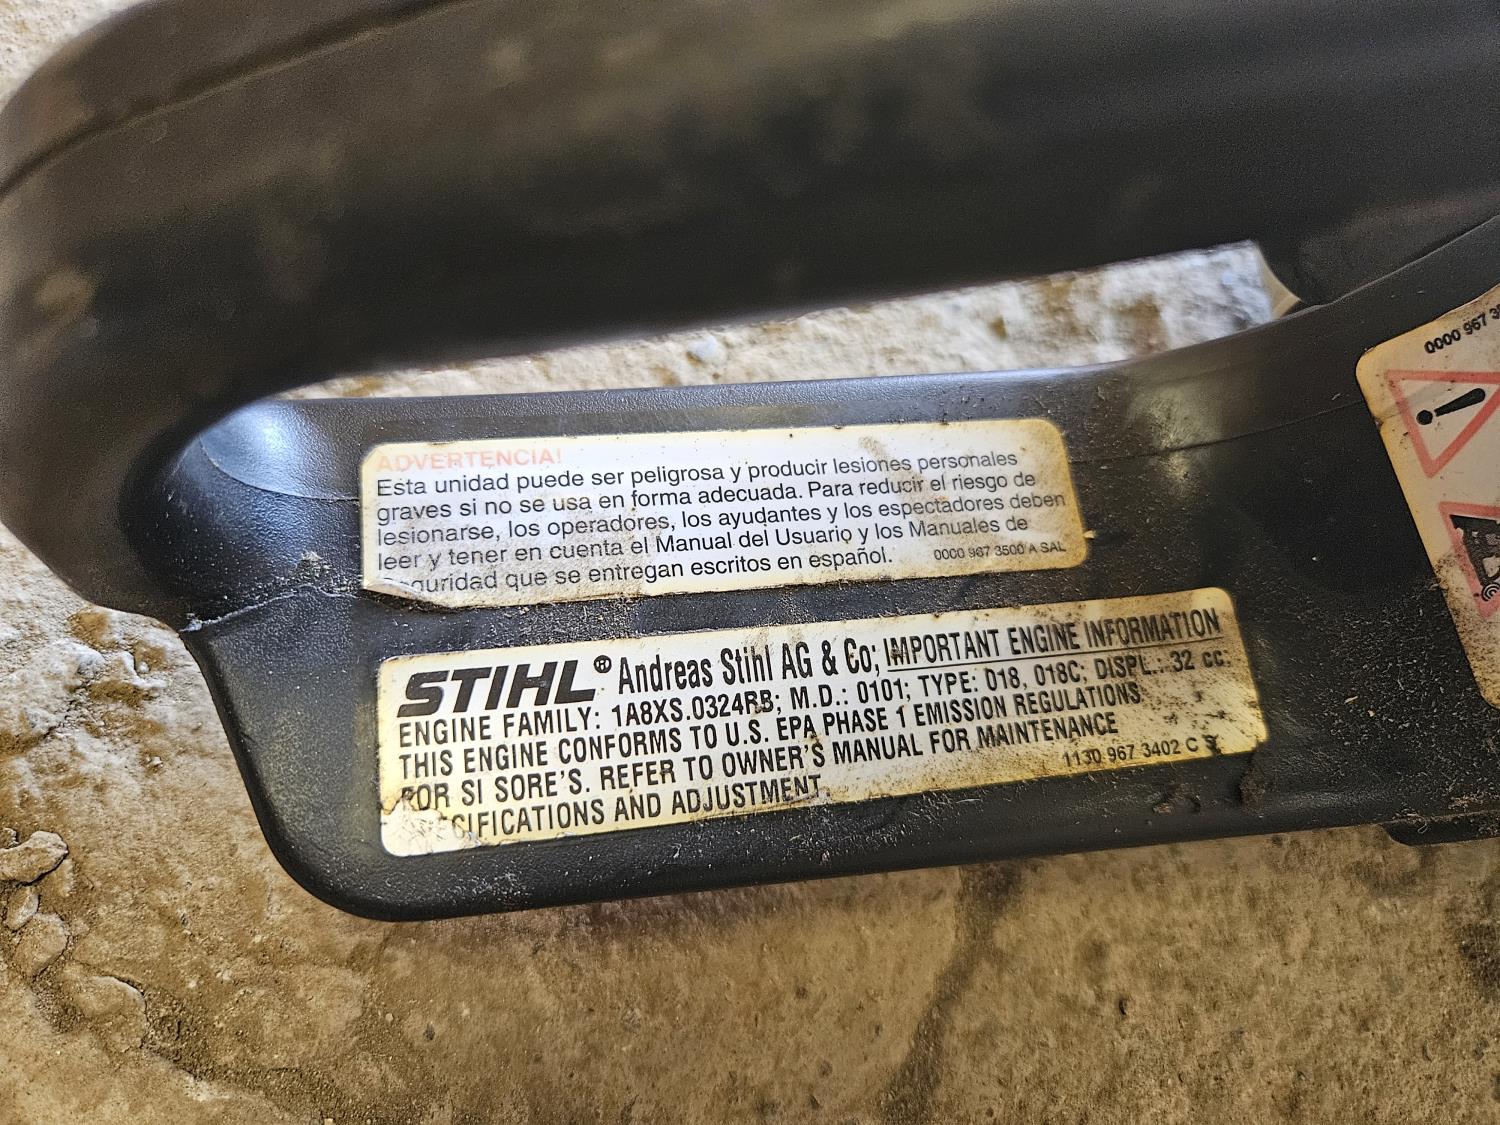 ADVERTENCIA!
Esta unidad puede ser peligrosa y producir lesiones personales
graves si no se usa en forma adecuada. Para reducir el riesgo de
lesionarse, los operadores, los ayudantes y los espectadores deben
leer y tener en cuenta el Manual del Usuario y los Manuales de
que se entregan escritos en español. 0000 967 3500 A SAL
STIHL® Andreas Stihl AG & Co; IMPORTANT ENGINE INFORMATION
ENGINE FAMILY: 1A8XS.0324RB; M.D.: 0101; TYPE: 018, 018C; DISPL.: 32 cc.
THIS ENGINE CONFORMS TO U.S. EPA PHASE 1 EMISSION REGULATIONS
FOR SI SORE'S. REFER TO OWNER'S MANUAL FOR MAINTENANCE
AND ADJUSTMENT. 1130 967 3402 C
0000 967